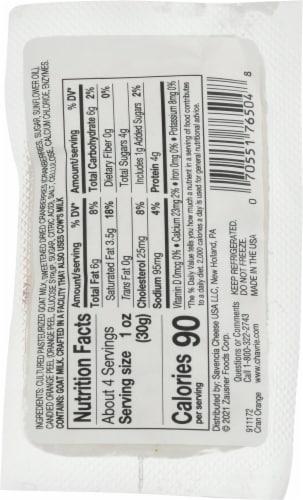 INGREDIENTS: CULTURED PASTEURIZED GOAT MILK, SWEETENED DRIED CRANBERRIES (CRANBERRIES, SUGAR, SUNFLOWER OIL),
CANDIED ORANGE PEEL (ORANGE PEEL, GLUCOSE SYRUP, SUGAR, CITRIC ACID), SALT, CELLULOSE, CALCIUM CHLORIDE, ENZYMES.
CONTAINS: GOAT MILK. CRAFTED IN A FACILITY THAT ALSO USES COW'S MILK
Nutrition Facts
About 4 Servings
Serving size 1 oz
(30g)
Calories 90
per serving
Amount/serving % DV*
Total Fat 6g 8%
Saturated Fat 3.5g 18%
Trans Fat 0g
Cholesterol 25mg 8%
Sodium 95mg 4%
Amount/serving % DV*
Total Carbohydrate 6g 2%
Dietary Fiber 0g 0%
Total Sugars 4g
Includes 1g Added Sugars 2%
Protein 4g
Vitamin D 0mcg 0% • Calcium 23mg 2% • Iron 0mg 0% • Potassium 8mg 0%
*The % Daily Value tells you how much a nutrient in a serving of food contributes
to a daily diet. 2,000 calories a day is used for general nutritional advice.
Distributed by: Savencia Cheese USA LLC, New Holland, PA
© 2021 Zausner Foods Corp.
Questions or Comments
Call 1-800-322-2743
www.chavrie.com
911172
Cran Orange
KEEP REFRIGERATED.
DO NOT FREEZE.
MADE IN THE USA
0 70551 76504 8